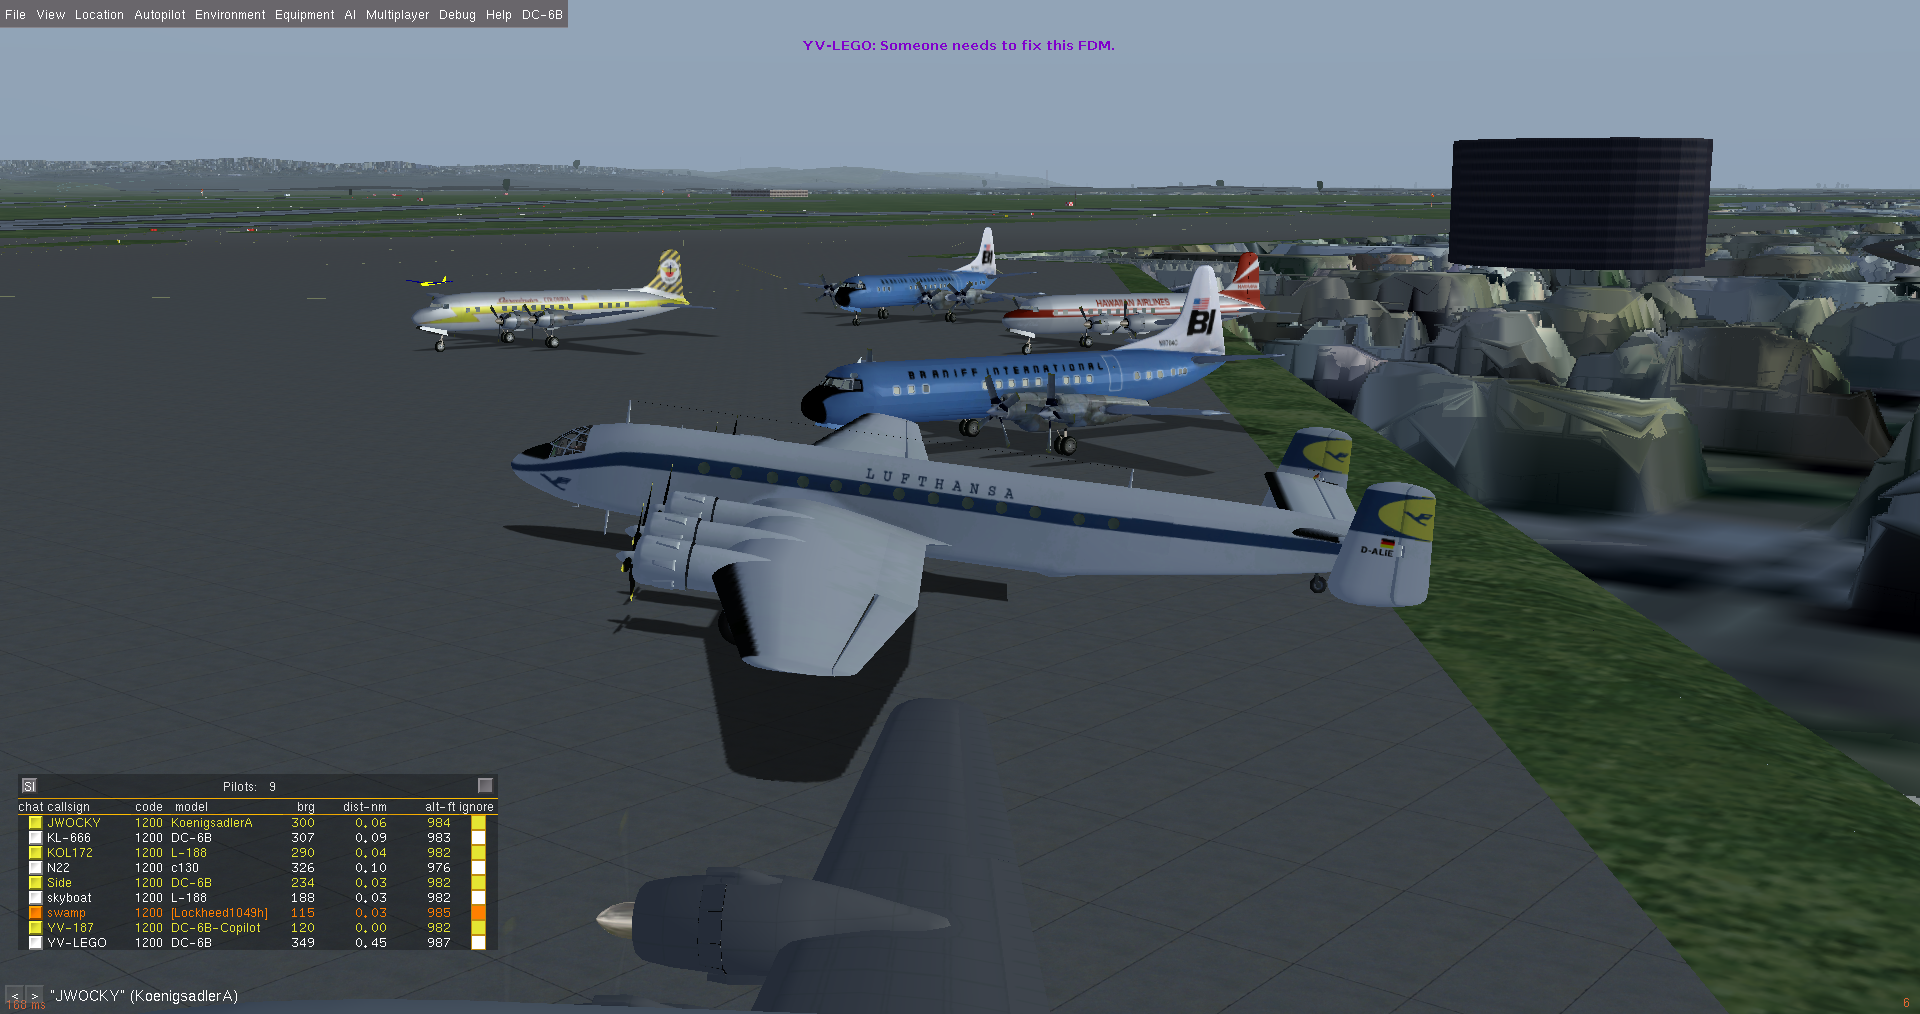 File View Location Autopilot Environment Equipment AI Multiplayer Debug Help DC-6B
YV-LEGO: Someone needs to fix this FDM.
BI
HAWAIIAN AIRLINES
BI
BRANIFF INTERNATIONAL
LUFTHANSA
D-ALIE
SI Pilots: 9
chat callsign code model brg dist-nm alt-ft ignore
JWOCKY 1200 KoenigsadlerA 300 0.06 984
KL-666 1200 DC-6B 307 0.09 983
KOL172 1200 L-188 290 0.04 982
N22 1200 c130 326 0.10 976
Side 1200 DC-6B 234 0.03 982
skyboat 1200 L-188 188 0.03 982
swamp 1200 [Lockheed1049h] 115 0.03 985
YV-187 1200 DC-6B-Copilot 120 0.00 982
YV-LEGO 1200 DC-6B 349 0.45 987
< > "JWOCKY" (KoenigsadlerA)
168 ms
6